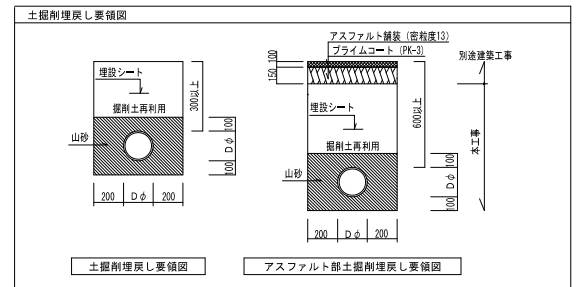 土掘削埋戻し要領図
アスファルト舗装 (密粒度13)
プライムコート (PK-3)
別途建築工事
100
150
埋設シート
掘削土再利用
300以上
山砂
100
Dφ
100
200
Dφ
200
埋設シート
掘削土再利用
600以上
本工事
山砂
100
Dφ
100
200
Dφ
200
土掘削埋戻し要領図
アスファルト部土掘削埋戻し要領図